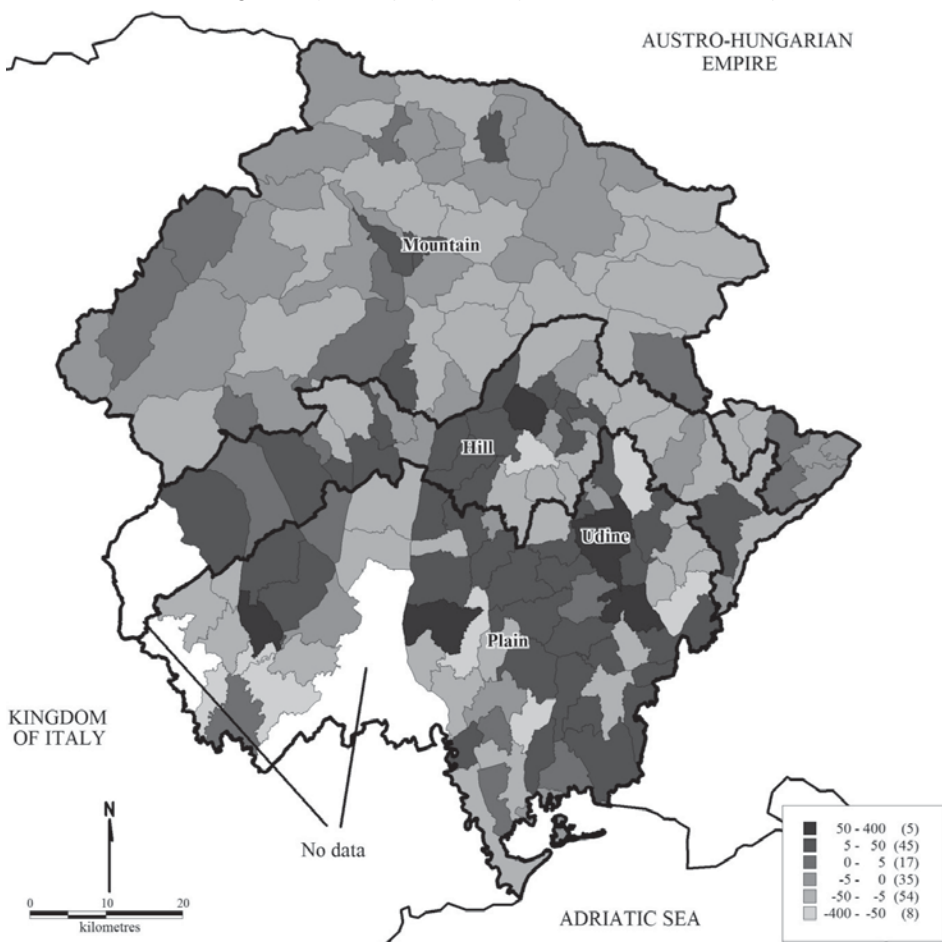 AUSTRO-HUNGARIAN
EMPIRE
Mountain
Hill
Udine
Plain
KINGDOM
OF ITALY
No data
N
0 10 20
kilometres
ADRIATIC SEA
50 - 400 (5)
5 - 50 (45)
0 - 5 (17)
-5 - 0 (35)
-50 - -5 (54)
-400 - -50 (8)